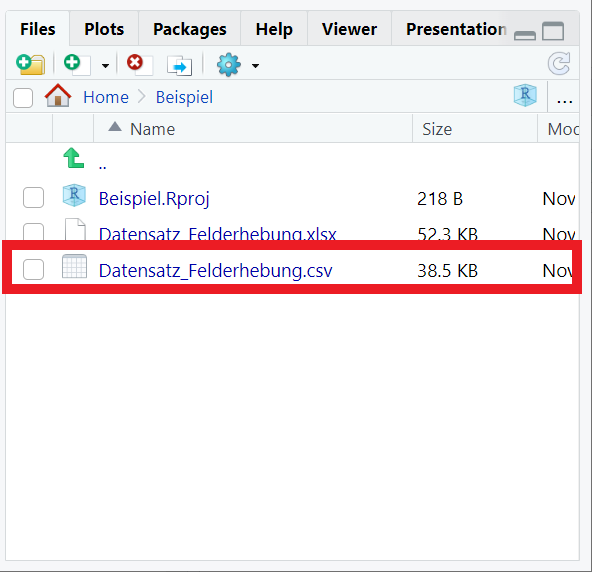 Files Plots Packages Help Viewer Presentation
Home Beispiel R ...
Name Size Mod
..
R Beispiel.Rproj 218 B Nov
Datensatz_Felderhebung.xlsx 52.3 KB Nov
Datensatz_Felderhebung.csv 38.5 KB Nov